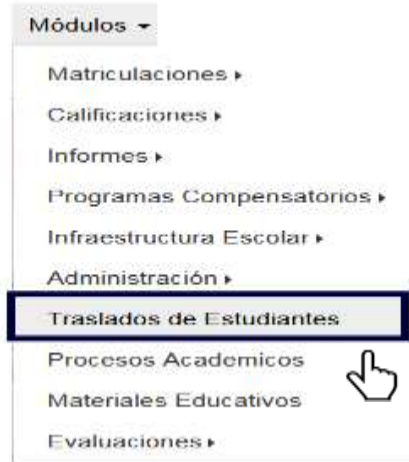 Módulos
Matriculaciones
Calificaciones
Informes
Programas Compensatorios
Infraestructura Escolar
Administración
Traslados de Estudiantes
Procesos Academicos
Materiales Educativos
Evaluaciones